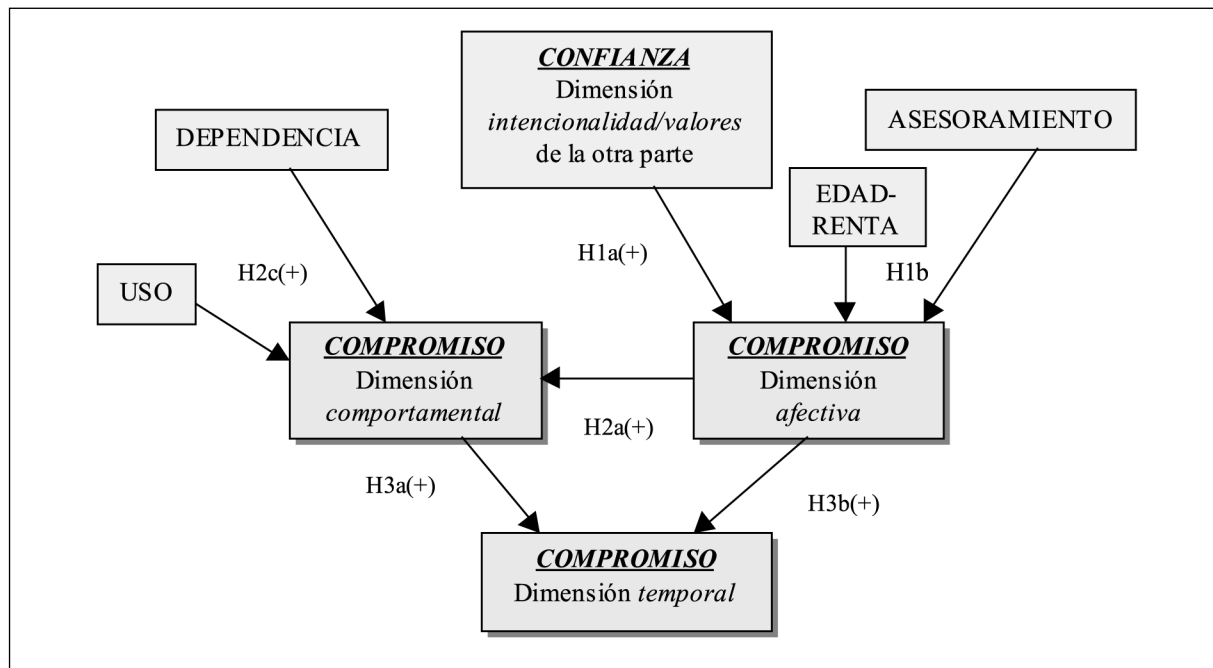 CONFIANZA
Dimensión
intencionalidad/valores
de la otra parte
DEPENDENCIA
ASESORAMIENTO
EDAD-
RENTA
H1a(+)
H1b
H2c(+)
USO
COMPROMISO
Dimensión
comportamental
COMPROMISO
Dimensión
afectiva
H2a(+)
H3a(+)
H3b(+)
COMPROMISO
Dimensión temporal